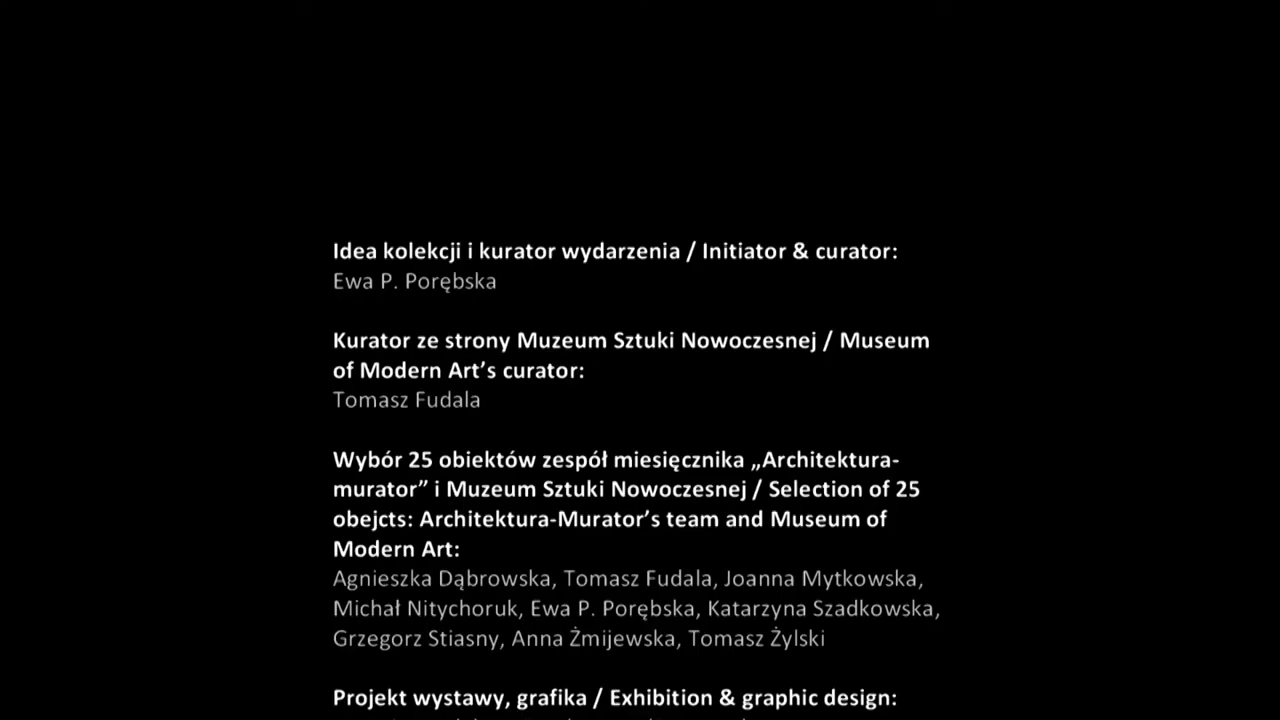 Idea kolekcji i kurator wydarzenia / Initiator & curator:
Ewa P. Porębska
Kurator ze strony Muzeum Sztuki Nowoczesnej / Museum
of Modern Art’s curator:
Tomasz Fudala
Wybór 25 obiektów zespół miesięcznika „Architektura-
murator” i Muzeum Sztuki Nowoczesnej / Selection of 25
obejcts: Architektura-Murator’s team and Museum of
Modern Art:
Agnieszka Dąbrowska, Tomasz Fudala, Joanna Mytkowska,
Michał Nitychoruk, Ewa P. Porębska, Katarzyna Szadkowska,
Grzegorz Stiasny, Anna Żmijewska, Tomasz Żylski
Projekt wystawy, grafika / Exhibition & graphic design: